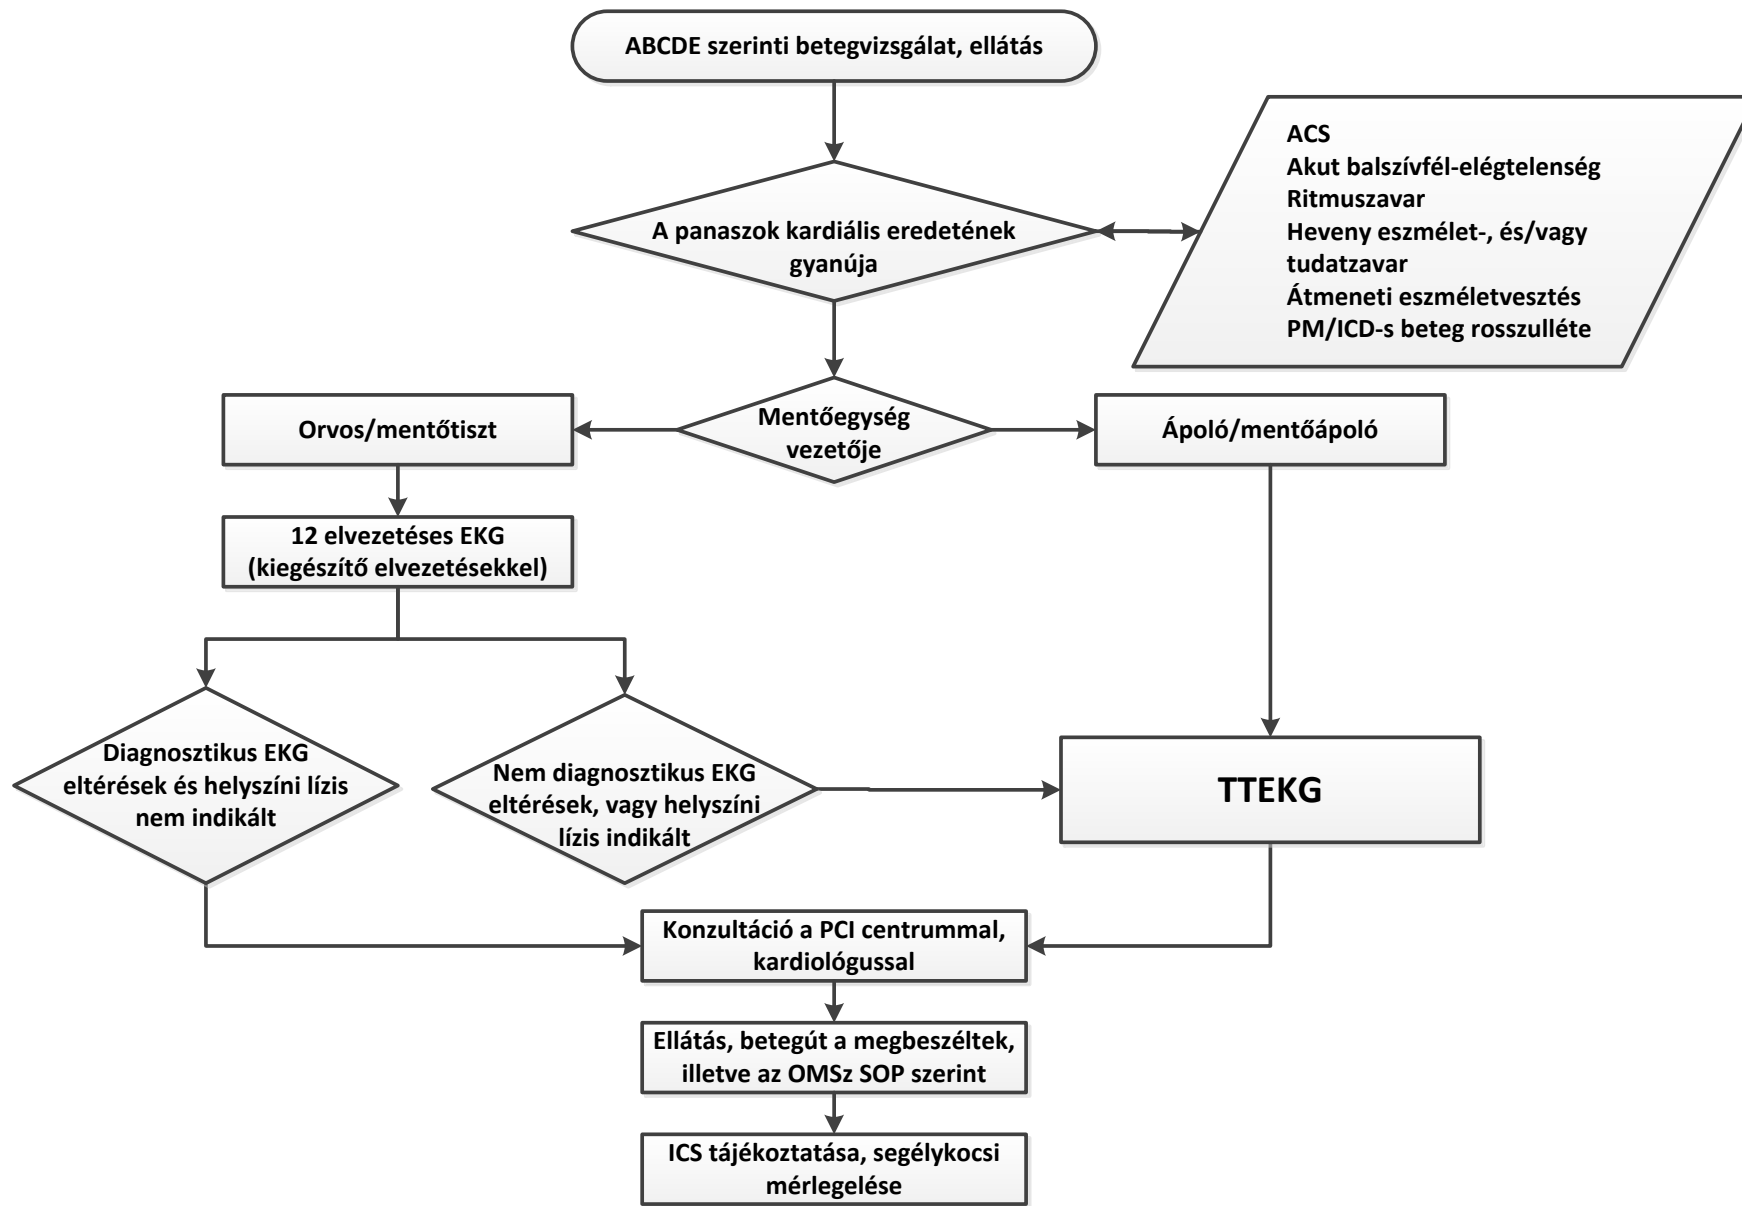 ABCDE szerinti betegvizsgálat, ellátás
ACS
Akut balszívfél-elégtelenség
Ritmuszavar
Heveny eszmélet-, és/vagy
tudatzavar
Átmeneti eszméletvesztés
PM/ICD-s beteg rosszulléte
A panaszok kardiális eredetének
gyanúja
Mentőegység
vezetője
Orvos/mentőtiszt
Ápoló/mentőápoló
12 elvezetéses EKG
(kiegészítő elvezetésekkel)
Diagnosztikus EKG
eltérések és helyszíni lízis
nem indikált
Nem diagnosztikus EKG
eltérések, vagy helyszíni
lízis indikált
TTEKG
Konzultáció a PCI centrummal,
kardiológussal
Ellátás, betegút a megbeszéltek,
illetve az OMSz SOP szerint
ICS tájékoztatása, segélykocsi
mérlegelése